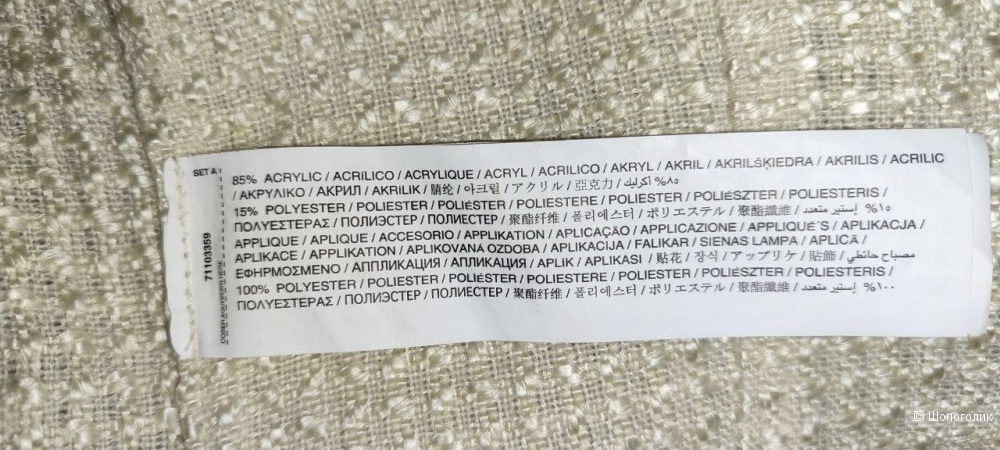 SET A
71103359
85% ACRYLIC / ACRILICO / ACRYLIQUE / ACRYL / ACRILICO / AKRYL / AKRIL / AKRILŠĶIEDRA / AKRILIS / ACRILIC
/ ΑΚΡΥΛΙΚΟ / АКРИЛ / AKRILIK / 腈纶 / 아크릴 / アクリル / 亞克力 / ٨٥% أكريليك
15% POLYESTER / POLIESTER / POLIÉSTER / POLIESTERE / POLIESTER / POLIÉSZTER / POLIESTERIS /
ΠΟΛΥΕΣΤΕΡΑΣ / ПОЛИЭСТЕР / ПОЛИЕСТЕР / 聚酯纤维 / 폴리에스터 / ポリエステル / 聚酯纖維 / ١٥% إستير متعدد
APPLIQUE / APLIQUE / ACCESORIO / APPLIKATION / APLICAÇÃO / APPLICAZIONE / APPLIQUÉ'S / APLIKACJA /
APLIKACE / APPLIKATION / APLIKOVANÁ OZDOBA / APLIKACIJA / FALIKAR / SIENAS LAMPA / APLICĂ /
ΕΦΗΡΜΟΣΜΕΝΟ / АППЛИКАЦИЯ / АПЛИКАЦИЯ / APLIK / APLIKASI / 貼花 / 장식 / アップリケ / 貼飾 / مصباح حائطي
100% POLYESTER / POLIESTER / POLIÉSTER / POLIESTERE / POLIESTER / POLIÉSZTER / POLIESTERIS /
ΠΟΛΥΕΣΤΕΡΑΣ / ПОЛИЭСТЕР / ПОЛИЕСТЕР / 聚酯纤维 / 폴리에스터 / ポリエステル / 聚酯纖維 / ١٠٠% إستير متعدد
© Шопоголик